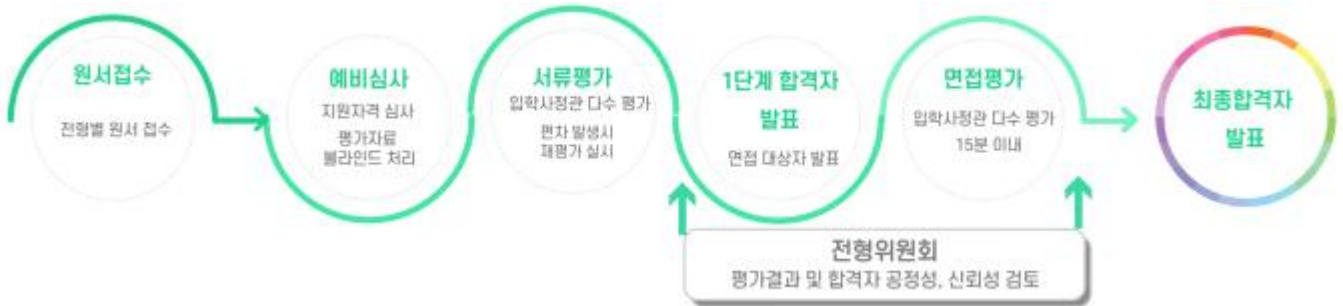 원서접수
전형별 원서 접수
예비심사
지원자격 심사
평가자료
블라인드 처리
서류평가
입학사정관 다수 평가
편차 발생시
재평가 실시
1단계 합격자
발표
면접 대상자 발표
면접평가
입학사정관 다수 평가
15분 이내
최종합격자
발표
전형위원회
평가결과 및 합격자 공정성, 신뢰성 검토